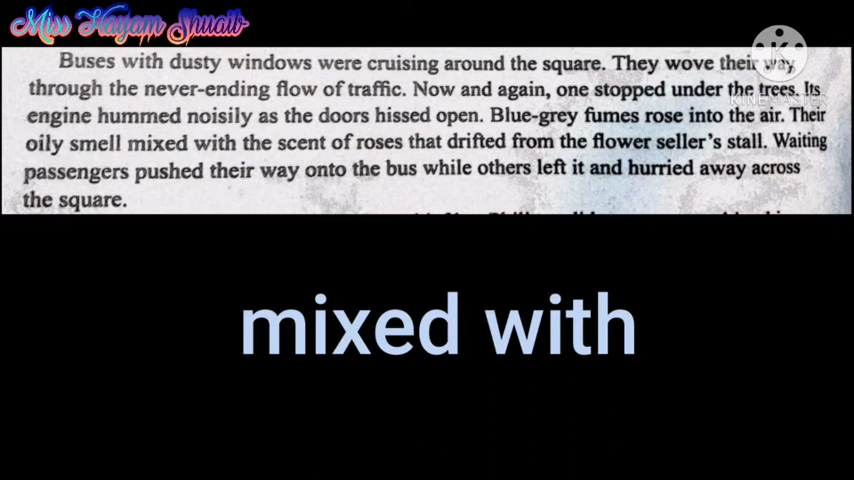 Miss Hayam Shuaib
Buses with dusty windows were cruising around the square. They wove their way,
through the never-ending flow of traffic. Now and again, one stopped under the trees. Its
engine hummed noisily as the doors hissed open. Blue-grey fumes rose into the air. Their
oily smell mixed with the scent of roses that drifted from the flower seller's stall. Waiting
passengers pushed their way onto the bus while others left it and hurried away across
the square.
K
KINEMASTER
mixed with